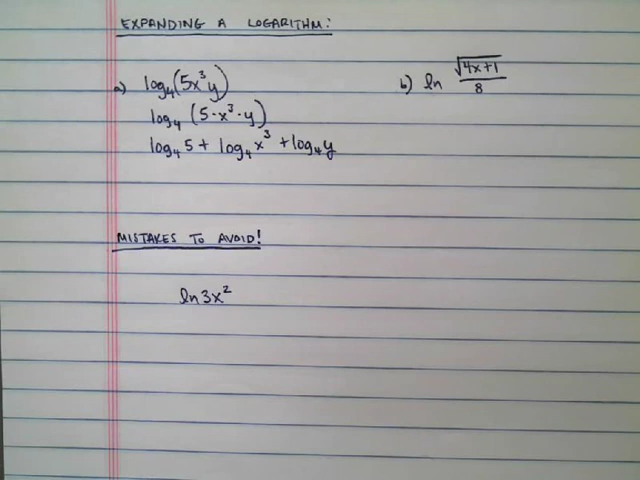 EXPANDING A LOGARITHM:
a) log₄(5x³y)
log₄ (5·x³·y)
log₄ 5 + log₄ x³ + log₄ y
b) ln √(4x+1) / 8
MISTAKES TO AVOID!
ln 3x²